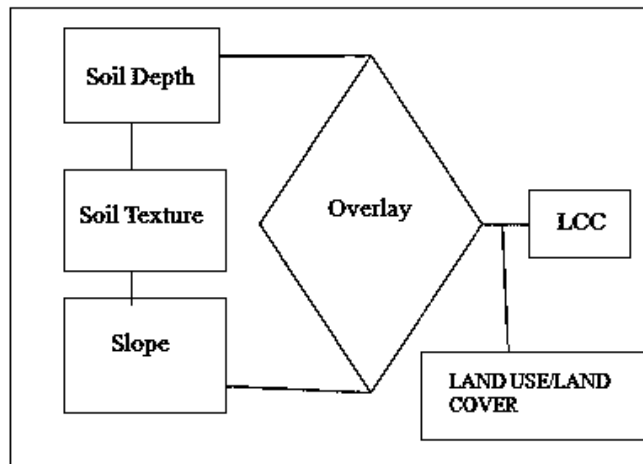 Soil Depth
Soil Texture
Slope
Overlay
LCC
LAND USE/LAND
COVER